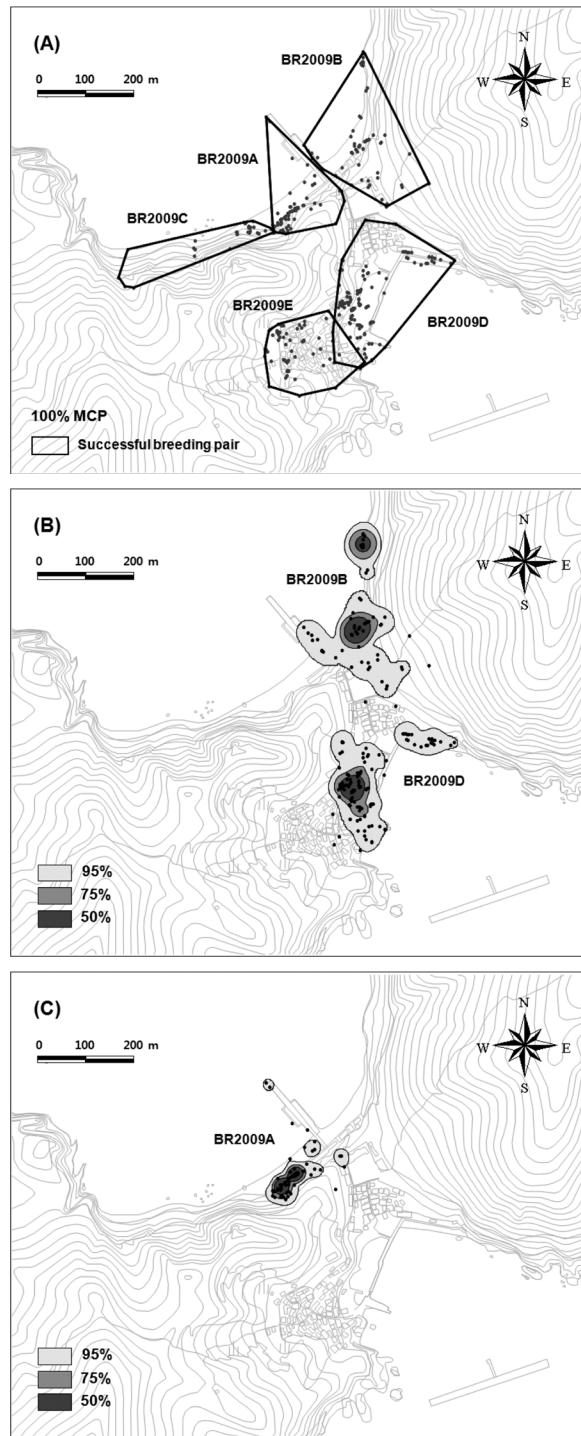 (A)
0 100 200 m
BR2009B
N
W E
S
BR2009A
BR2009C
BR2009E
BR2009D
100% MCP
Successful breeding pair
(B)
0 100 200 m
N
W E
S
BR2009B
BR2009D
95%
75%
50%
(C)
0 100 200 m
N
W E
S
BR2009A
95%
75%
50%